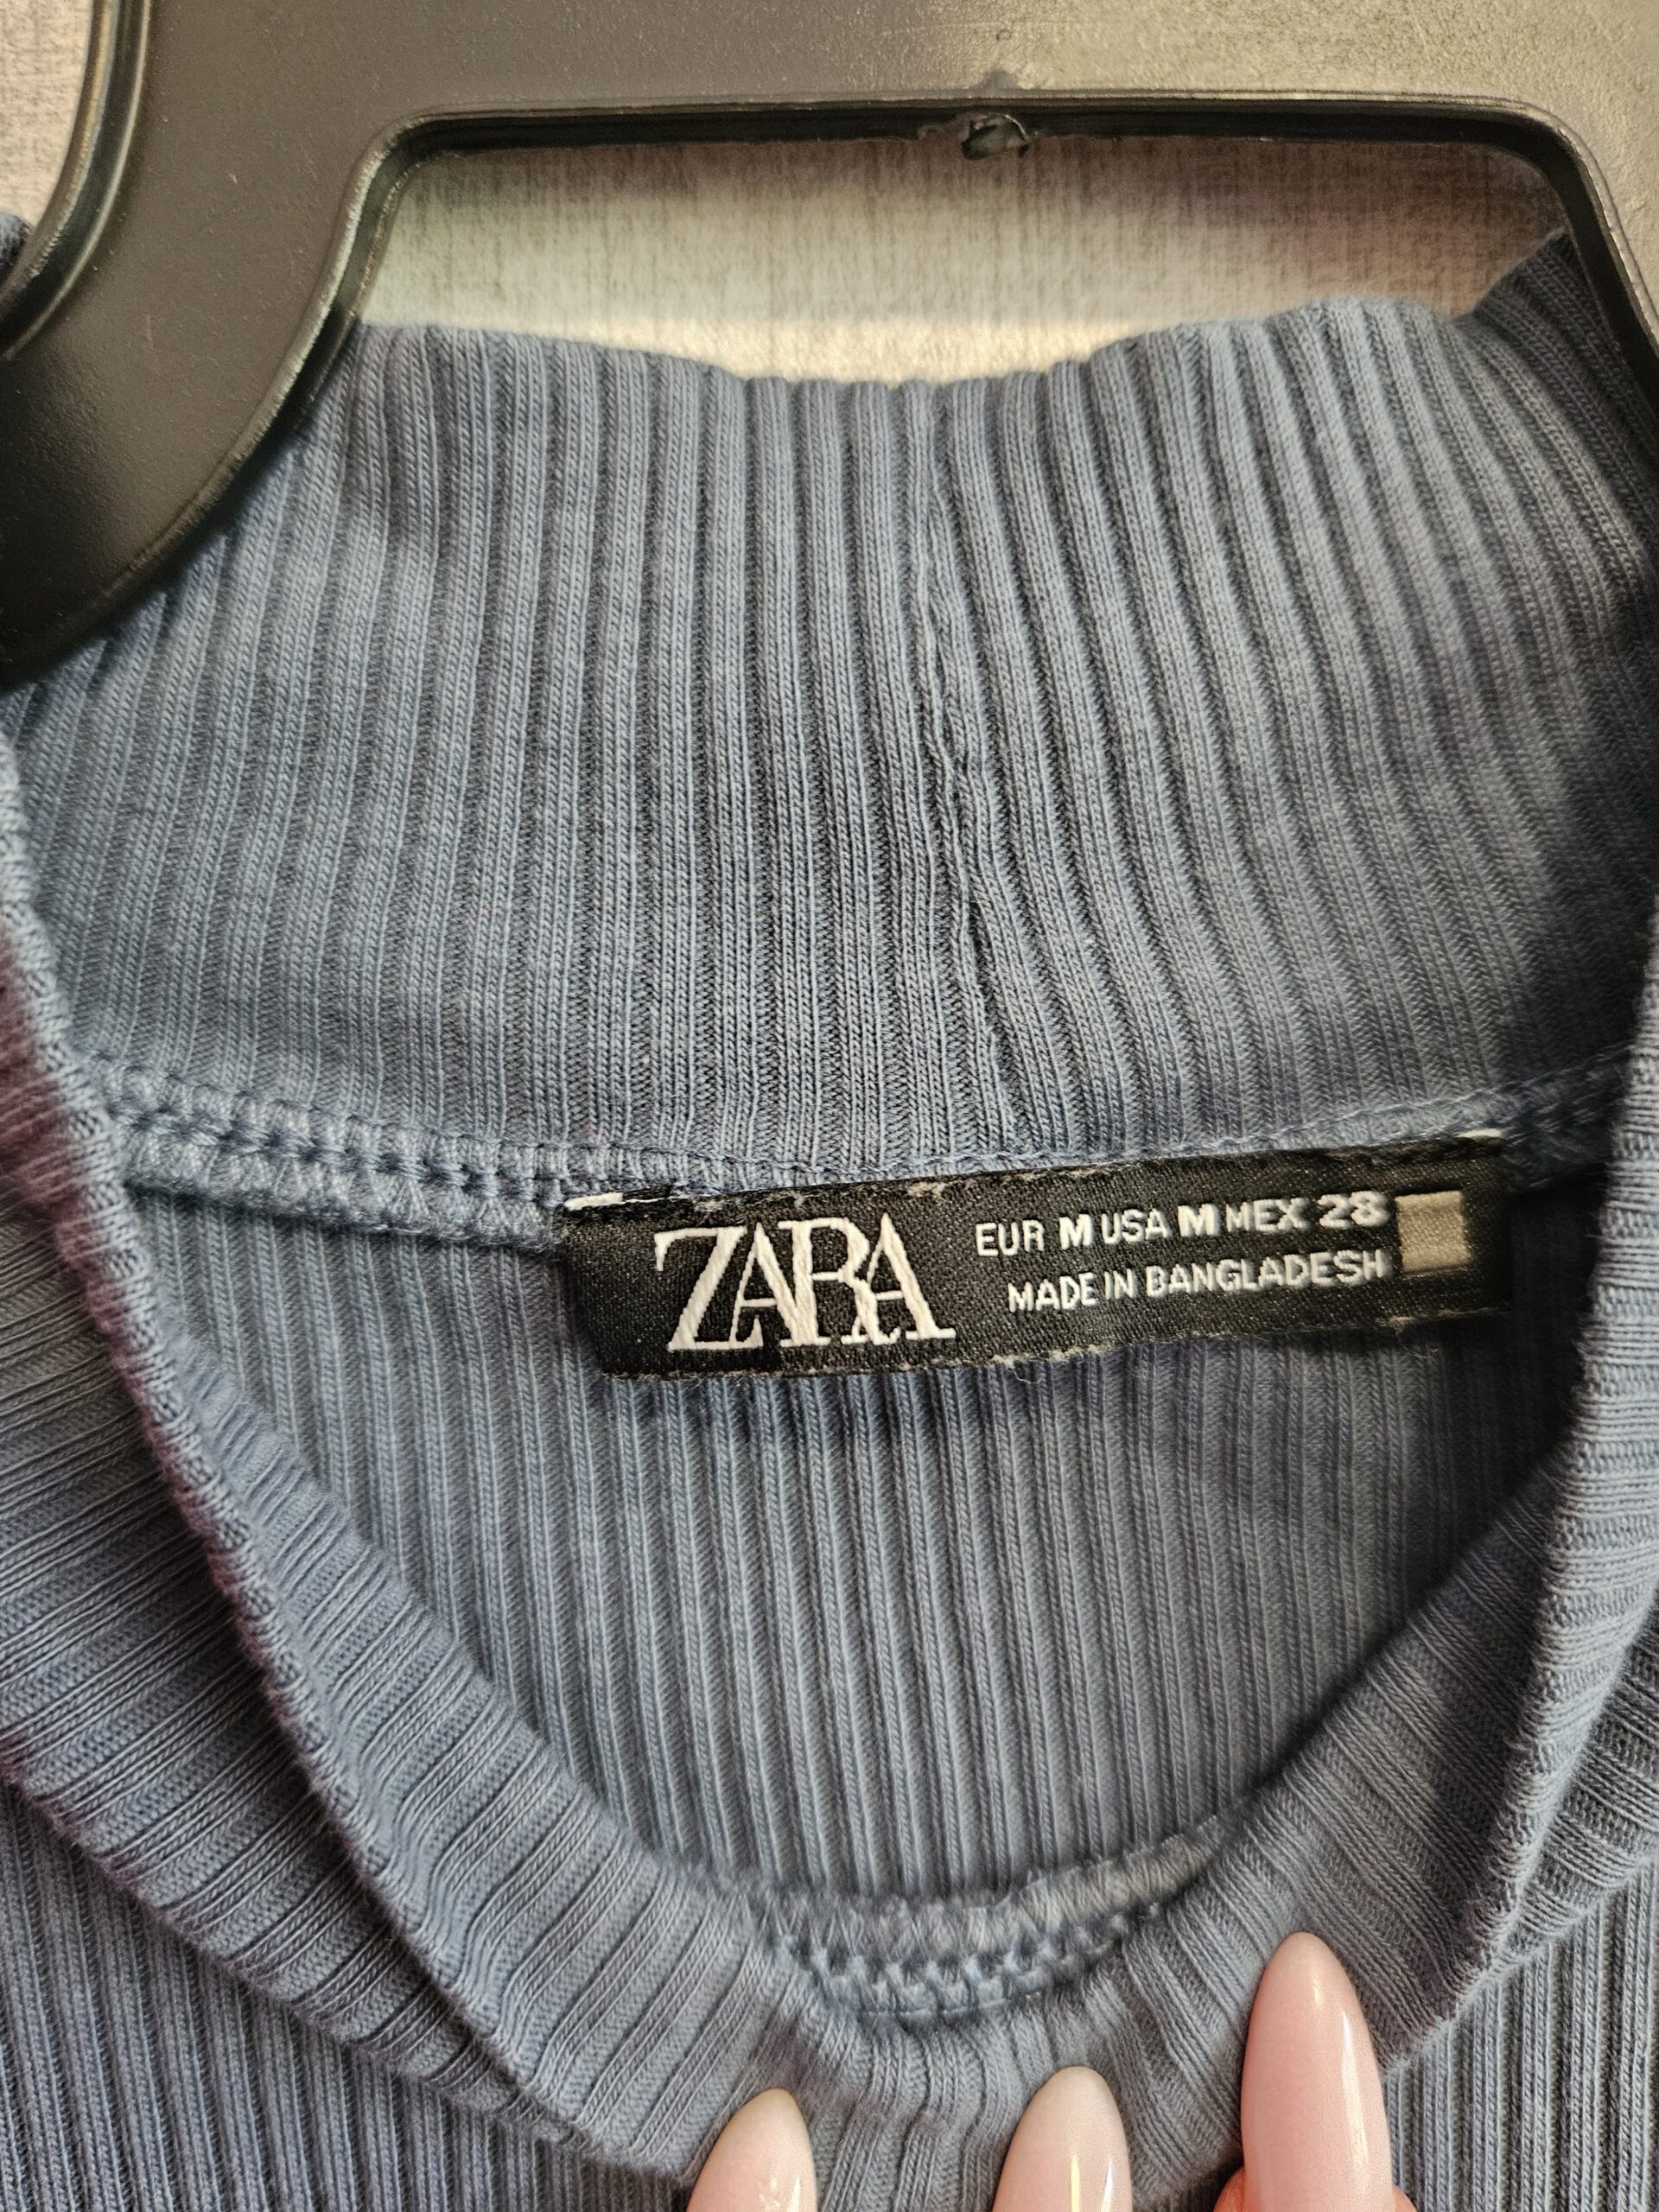 ZARA
EUR M USA M MEX 28
MADE IN BANGLADESH